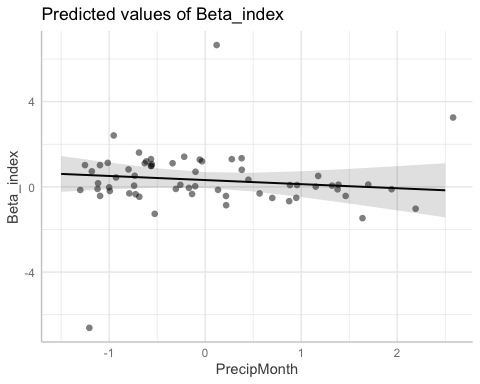 Predicted values of Beta_index
Beta_index
4
0
-4
-1
0
1
2
PrecipMonth